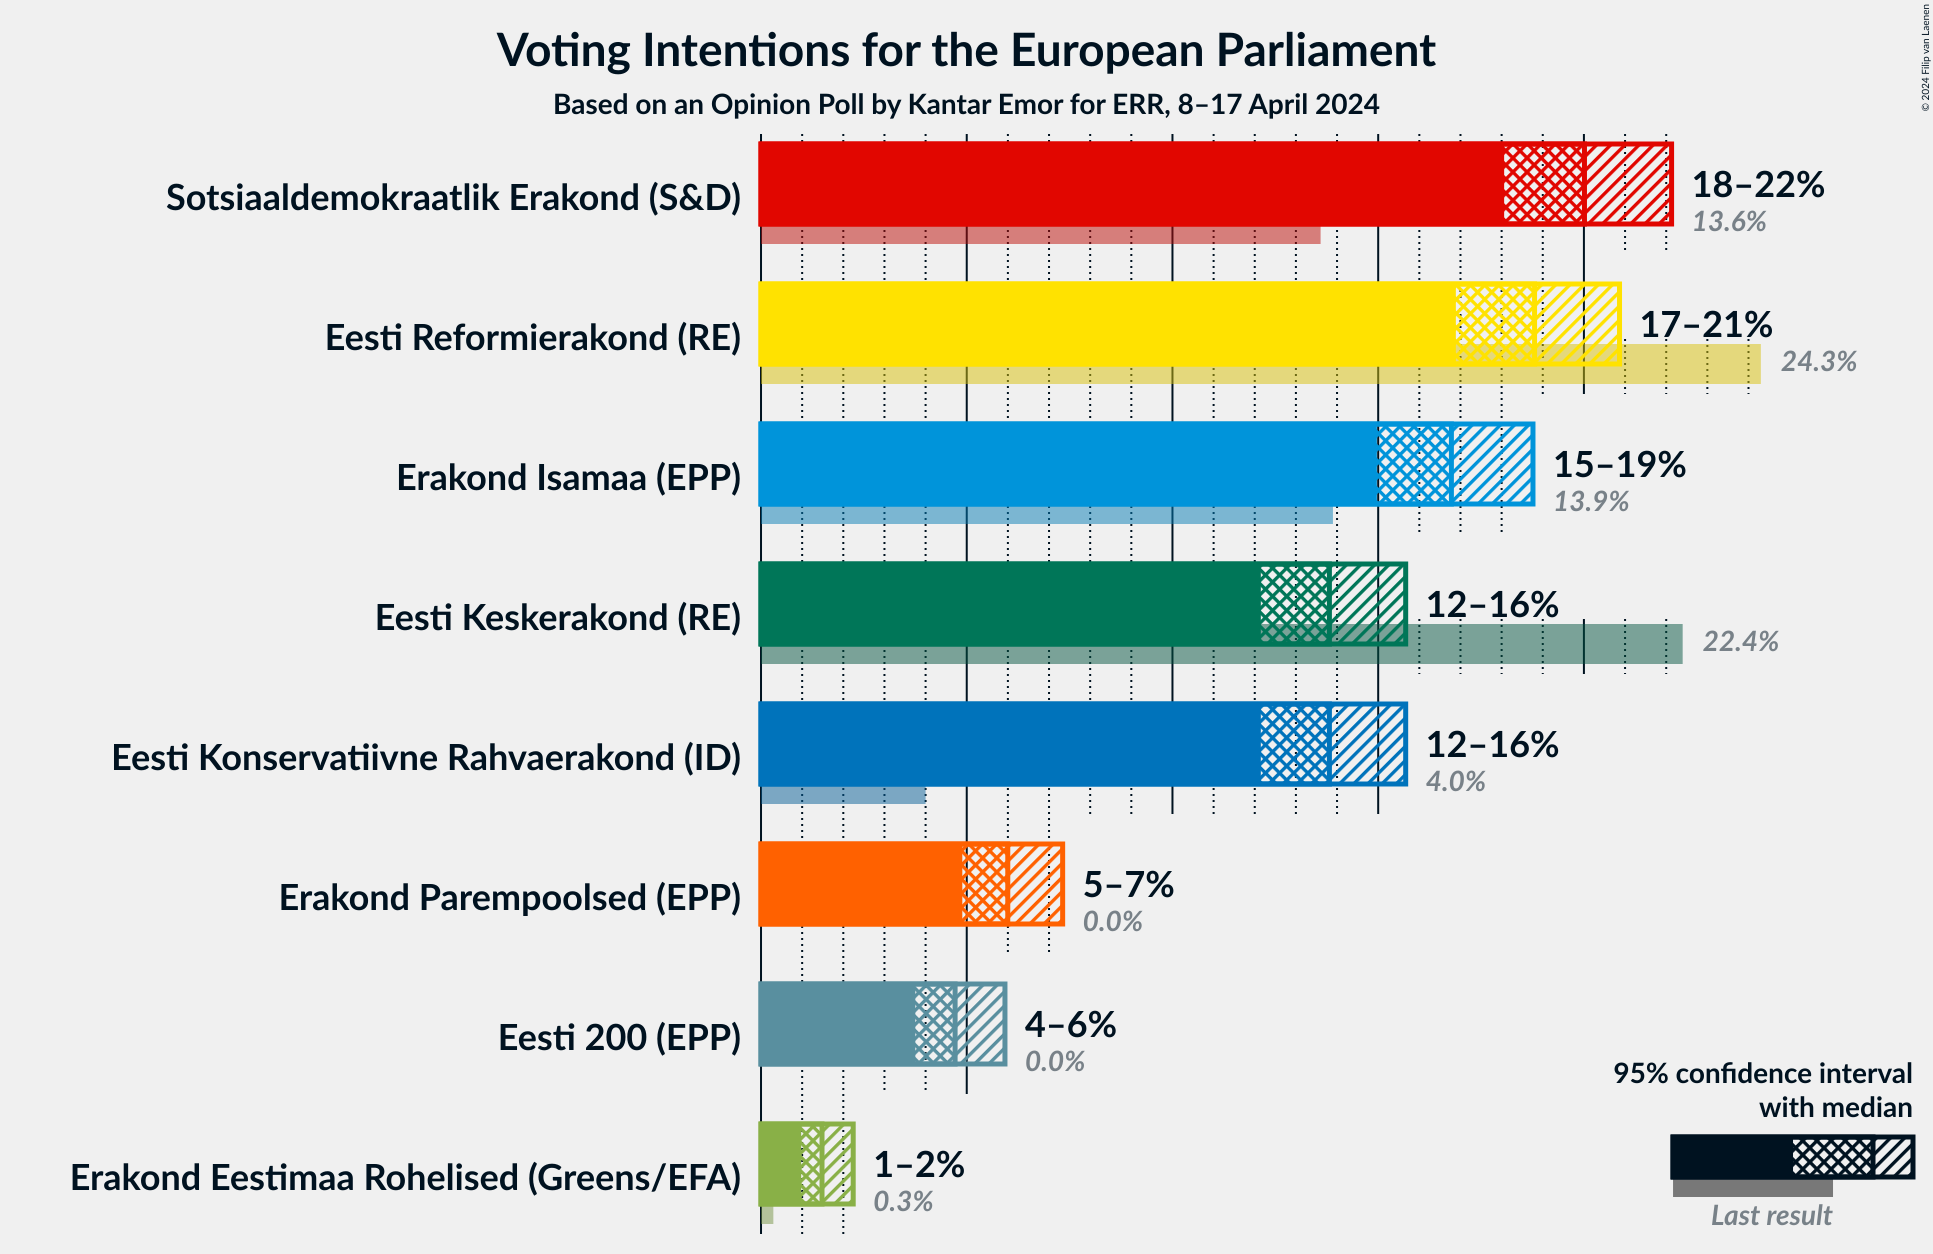 Voting Intentions for the European Parliament
Based on an Opinion Poll by Kantar Emor for ERR, 8–17 April 2024
© 2024 Filip van Laenen
Sotsiaaldemokraatlik Erakond (S&D)
18–22%
13.6%
Eesti Reformierakond (RE)
17–21%
24.3%
Erakond Isamaa (EPP)
15–19%
13.9%
Eesti Keskerakond (RE)
12–16%
22.4%
Eesti Konservatiivne Rahvaerakond (ID)
12–16%
4.0%
Erakond Parempoolsed (EPP)
5–7%
0.0%
Eesti 200 (EPP)
4–6%
0.0%
Erakond Eestimaa Rohelised (Greens/EFA)
1–2%
0.3%
95% confidence interval
with median
Last result